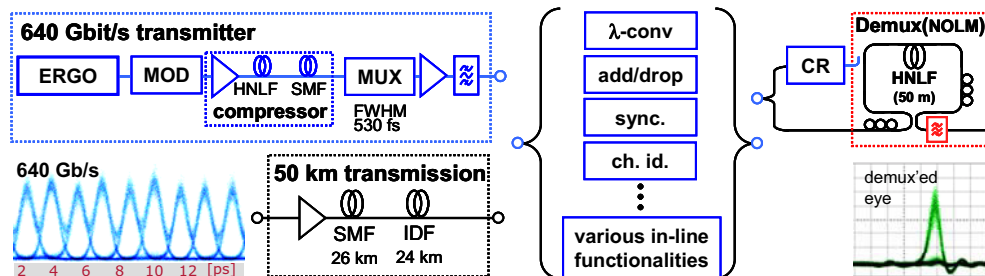 640 Gbit/s transmitter
ERGO
MOD
HNLF
SMF
compressor
MUX
FWHM
530 fs
640 Gb/s
2 4 6 8 10 12 [ps]
50 km transmission
SMF
IDF
26 km
24 km
λ-conv
add/drop
sync.
ch. id.
various in-line
functionalities
CR
Demux(NOLM)
HNLF
(50 m)
demux'ed
eye